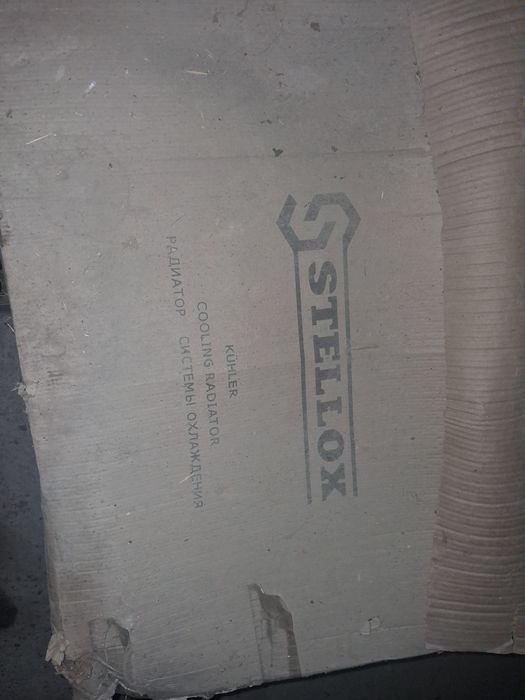 STELLOX
KÜHLER
COOLING RADIATOR
РАДИАТОР СИСТЕМЫ ОХЛАЖДЕНИЯ